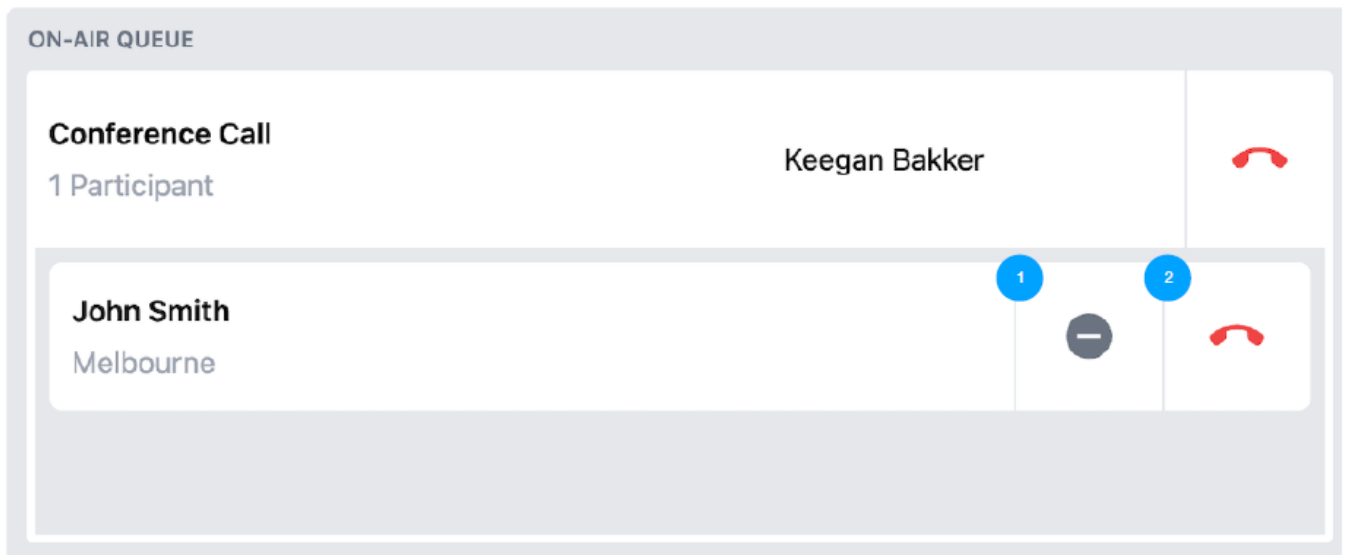 ON-AIR QUEUE
Conference Call
1 Participant
Keegan Bakker
1
2
John Smith
Melbourne